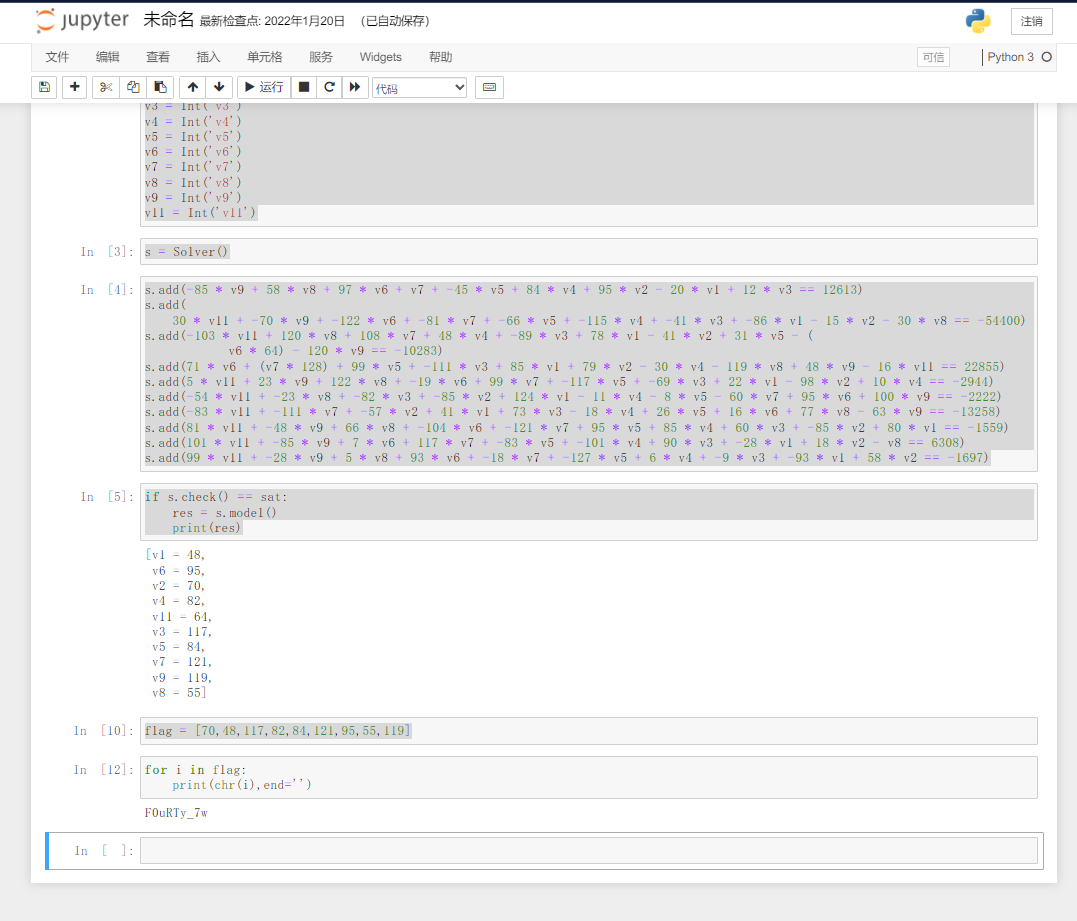 jupyter 未命名 最新检查点: 2022年1月20日 (已自动保存) 注销
文件 编辑 查看 插入 单元格 服务 Widgets 帮助 可信 Python 3
运行 代码
v3 = Int('v3')
v4 = Int('v4')
v5 = Int('v5')
v6 = Int('v6')
v7 = Int('v7')
v8 = Int('v8')
v9 = Int('v9')
v11 = Int('v11')
In [3]: s = Solver()
In [4]: s.add(-85 * v9 + 58 * v8 + 97 * v6 + v7 + -45 * v5 + 84 * v4 + 95 * v2 - 20 * v1 + 12 * v3 == 12613)
s.add(
30 * v11 + -70 * v9 + -122 * v6 + -81 * v7 + -66 * v5 + -115 * v4 + -41 * v3 + -86 * v1 - 15 * v2 - 30 * v8 == -54400)
s.add(-103 * v11 + 120 * v8 + 108 * v7 + 48 * v4 + -89 * v3 + 78 * v1 - 41 * v2 + 31 * v5 - (
v6 * 64) - 120 * v9 == -10283)
s.add(71 * v6 + (v7 * 128) + 99 * v5 + -111 * v3 + 85 * v1 + 79 * v2 - 30 * v4 - 119 * v8 + 48 * v9 - 16 * v11 == 22855)
s.add(5 * v11 + 23 * v9 + 122 * v8 + -19 * v6 + 99 * v7 + -117 * v5 + -69 * v3 + 22 * v1 - 98 * v2 + 10 * v4 == -2944)
s.add(-54 * v11 + -23 * v8 + -82 * v3 + -85 * v2 + 124 * v1 - 11 * v4 - 8 * v5 - 60 * v7 + 95 * v6 + 100 * v9 == -2222)
s.add(-83 * v11 + -111 * v7 + -57 * v2 + 41 * v1 + 73 * v3 - 18 * v4 + 26 * v5 + 16 * v6 + 77 * v8 - 63 * v9 == -13258)
s.add(81 * v11 + -48 * v9 + 66 * v8 + -104 * v6 + -121 * v7 + 95 * v5 + 85 * v4 + 60 * v3 + -85 * v2 + 80 * v1 == -1559)
s.add(101 * v11 + -85 * v9 + 7 * v6 + 117 * v7 + -83 * v5 + -101 * v4 + 90 * v3 + -28 * v1 + 18 * v2 - v8 == 6308)
s.add(99 * v11 + -28 * v9 + 5 * v8 + 93 * v6 + -18 * v7 + -127 * v5 + 6 * v4 + -9 * v3 + -93 * v1 + 58 * v2 == -1697)
In [5]: if s.check() == sat:
res = s.model()
print(res)
[v1 = 48,
v6 = 95,
v2 = 70,
v4 = 82,
v11 = 64,
v3 = 117,
v5 = 84,
v7 = 121,
v9 = 119,
v8 = 55]
In [10]: flag = [70,48,117,82,84,121,95,55,119]
In [12]: for i in flag:
print(chr(i),end='')
F0uRTy_7w
In [ ]: